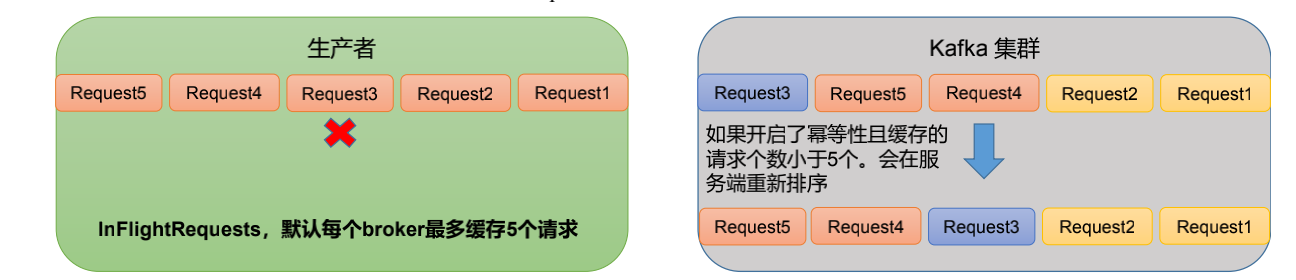 生产者
Request5 Request4 Request3 Request2 Request1
InFlightRequests，默认每个broker最多缓存5个请求
Kafka 集群
Request3 Request5 Request4 Request2 Request1
如果开启了幂等性且缓存的
请求个数小于5个。会在服
务端重新排序
Request5 Request4 Request3 Request2 Request1